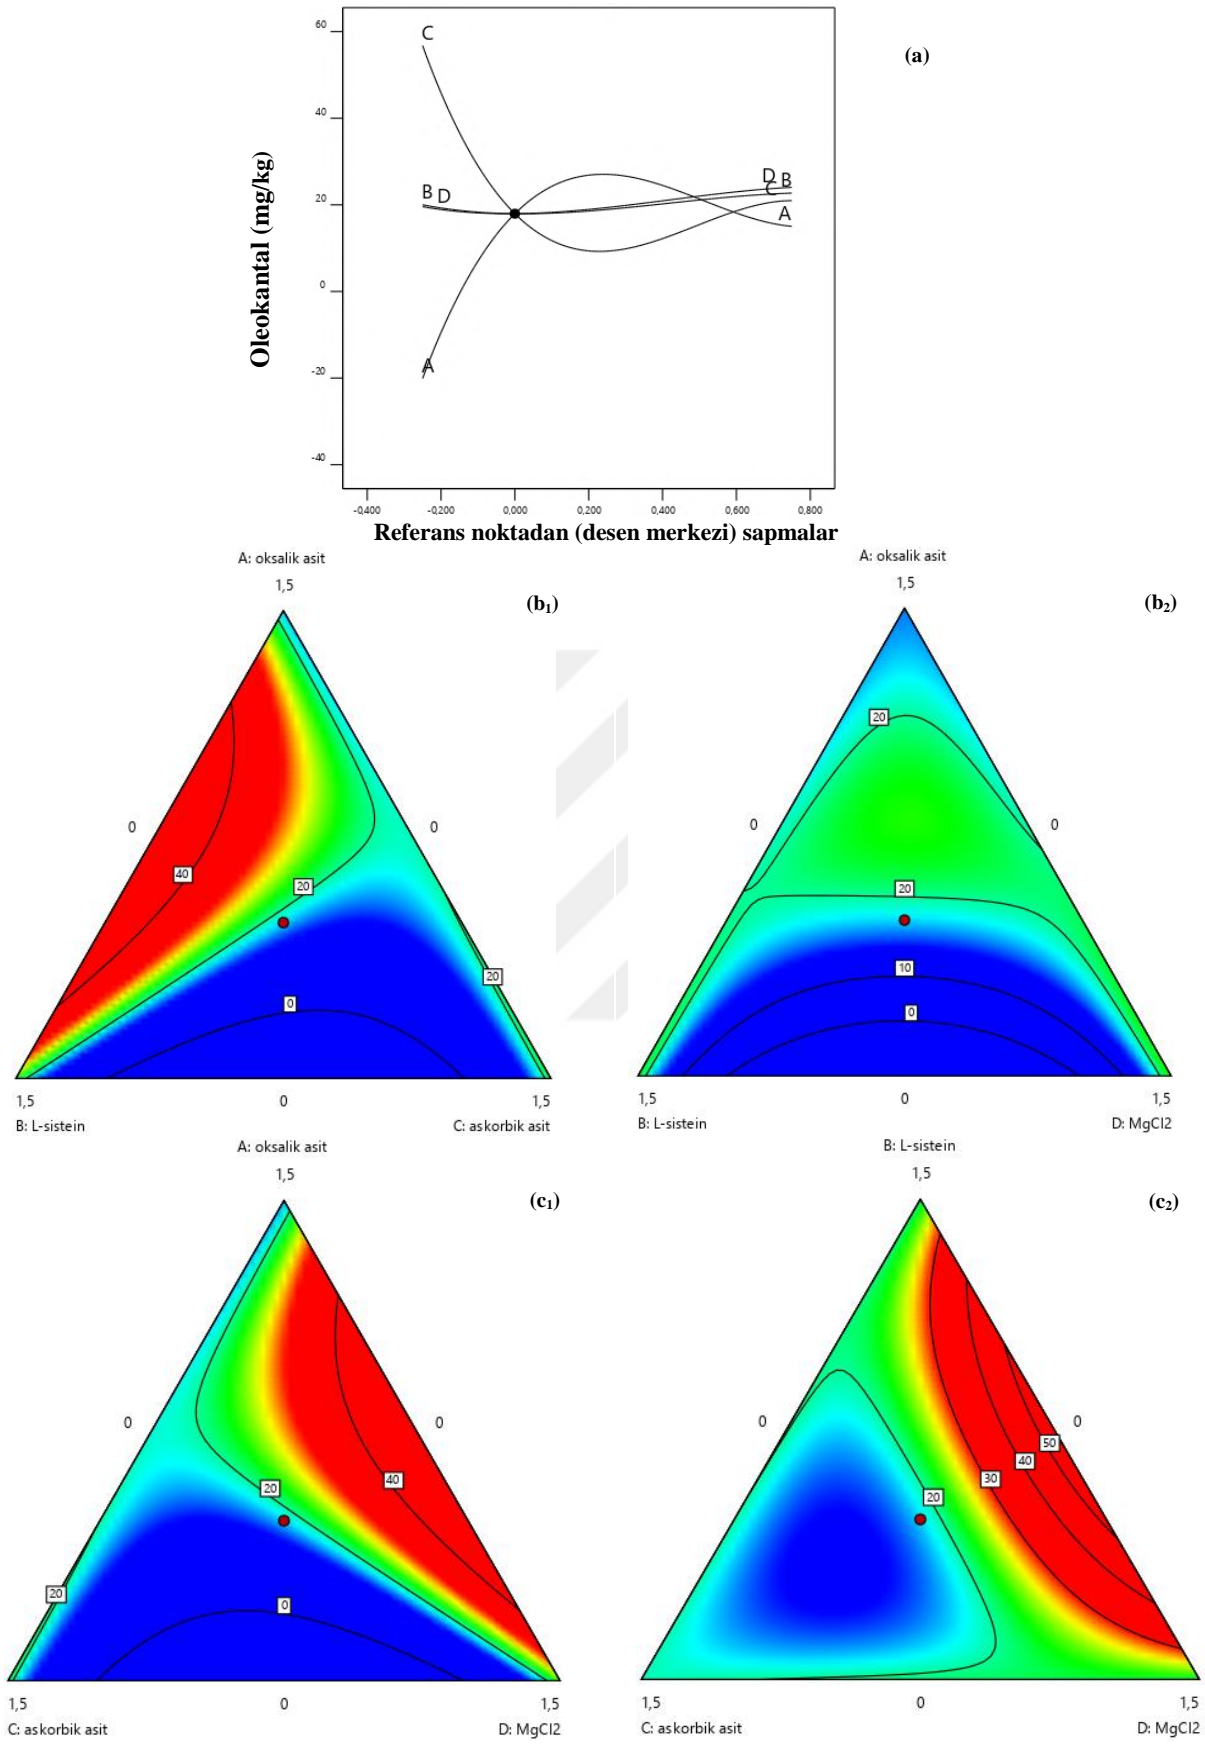 (a)
Oleokantal (mg/kg)
60
40
20
0
-20
-40
C
B D
A
D B
C
A
-0,400 -0,200 0,000 0,200 0,400 0,600 0,800
Referans noktadan (desen merkezi) sapmalar
A: oksalik asit
1,5
(b1)
0 0
40
20
20
0
1,5 0 1,5
B: L-sistein C: askorbik asit
A: oksalik asit
1,5
(b2)
20
0 0
20
10
0
1,5 0 1,5
B: L-sistein D: MgCl2
A: oksalik asit
1,5
(c1)
0 0
40
20
20
0
1,5 0 1,5
C: askorbik asit D: MgCl2
B: L-sistein
1,5
(c2)
0 0
50
40
30
20
1,5 0 1,5
C: askorbik asit D: MgCl2